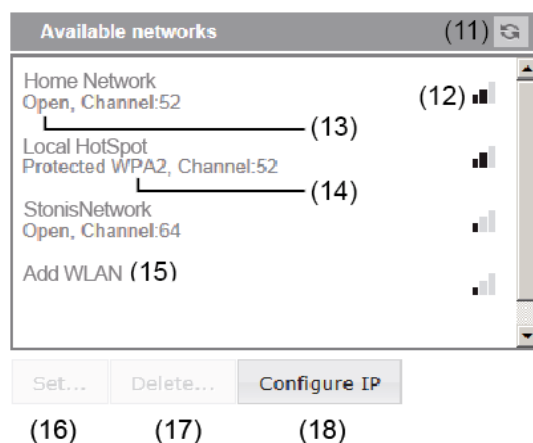 Available networks (11)
Home Network (12)
Open, Channel:52
(13)
Local HotSpot
Protected WPA2, Channel:52
(14)
StonisNetwork
Open, Channel:64
Add WLAN (15)
Set... Delete... Configure IP
(16) (17) (18)